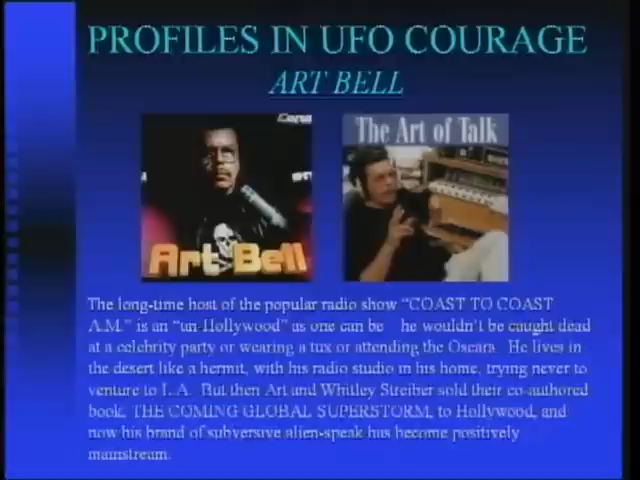 PROFILES IN UFO COURAGE
ART BELL
The Art of Talk
Art Bell
The long-time host of the popular radio show “COAST TO COAST
A.M.” is an “un-Hollywood” as one can be he wouldn’t be caught dead
at a celebrity party or wearing a tux or attending the Oscars. He lives in
the desert like a hermit, with his radio studio in his home, trying never to
venture to L.A. But then Art and Whitley Streiber sold their co-authored
book, THE COMING GLOBAL SUPERSTORM, to Hollywood, and
now his brand of subversive alien-speak has become positively
mainstream.